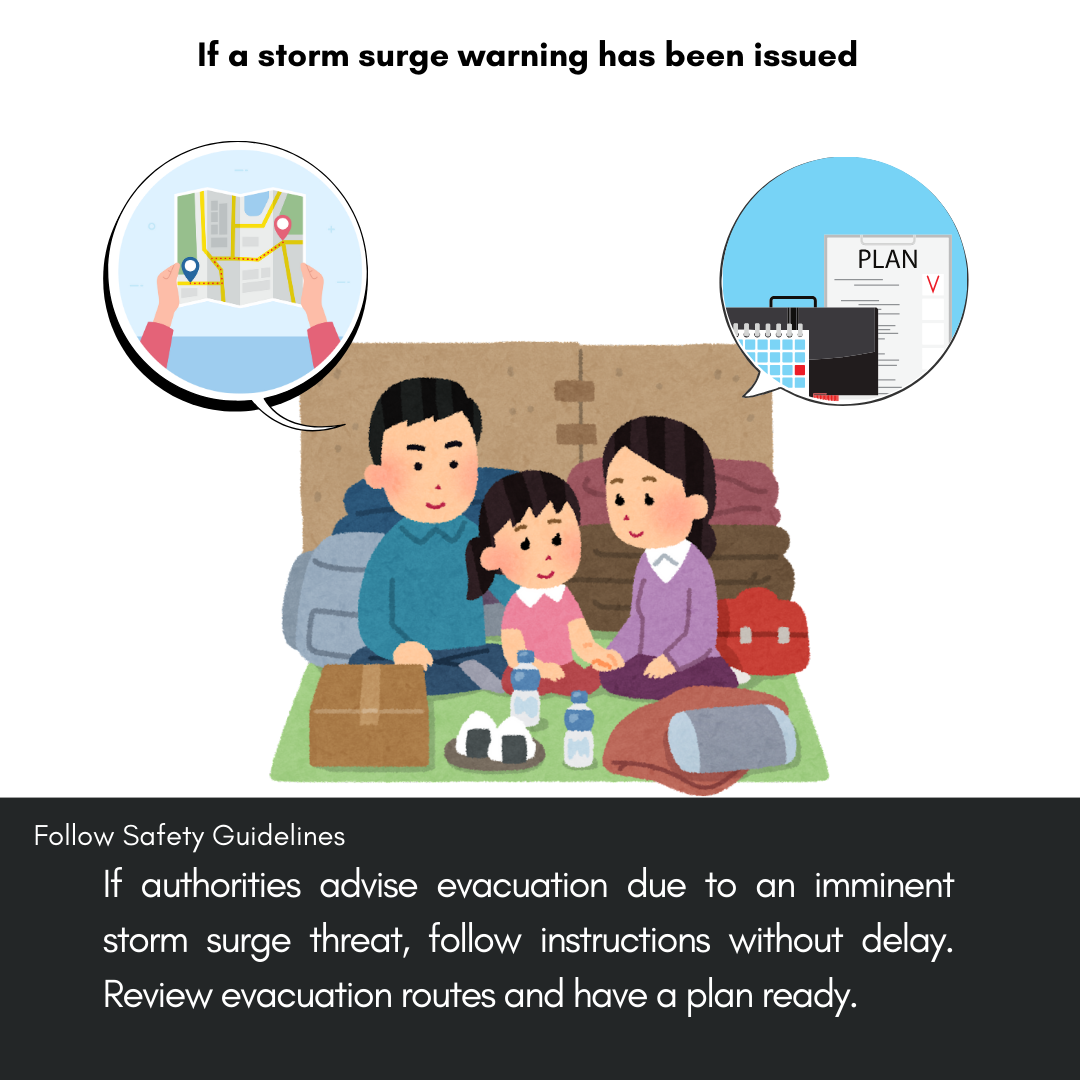 If a storm surge warning has been issued
PLAN
V
Follow Safety Guidelines
If authorities advise evacuation due to an imminent
storm surge threat, follow instructions without delay.
Review evacuation routes and have a plan ready.